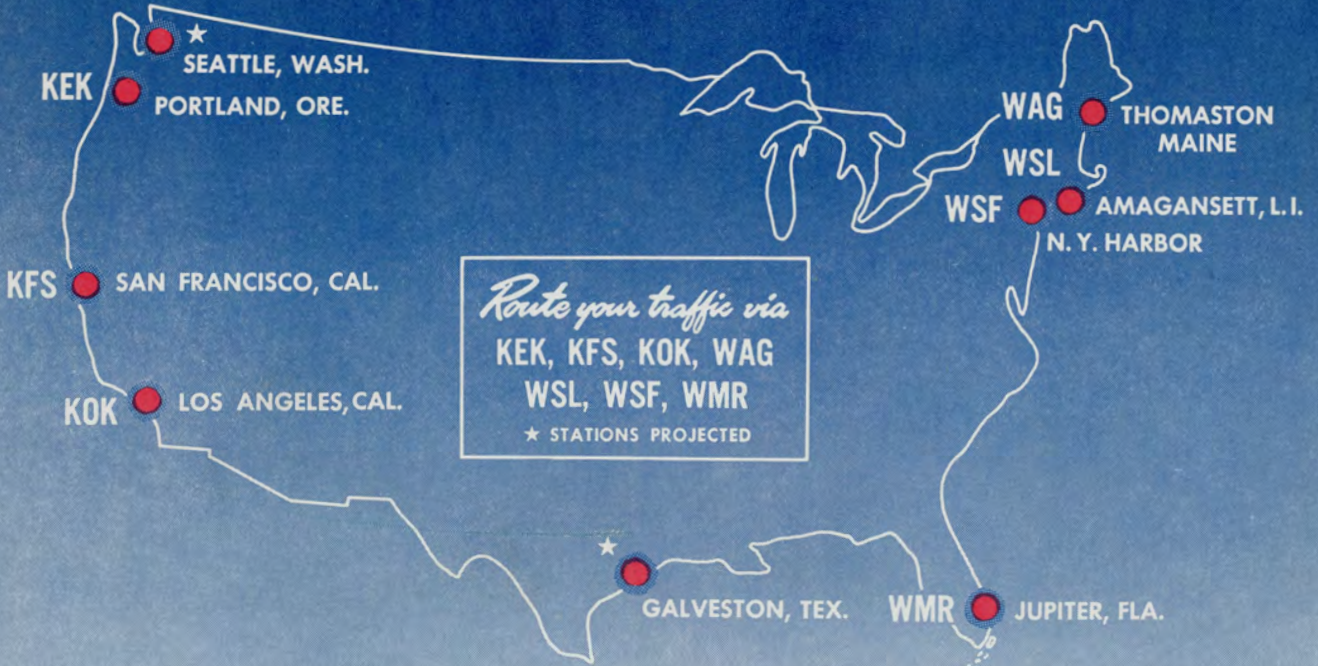 ★
SEATTLE, WASH.
KEK
PORTLAND, ORE.
WAG
THOMASTON
MAINE
WSL
AMAGANSETT, L.I.
WSF
N. Y. HARBOR
KFS
SAN FRANCISCO, CAL.
Route your traffic via
KEK, KFS, KOK, WAG
WSL, WSF, WMR
★ STATIONS PROJECTED
KOK
LOS ANGELES, CAL.
★
GALVESTON, TEX.
WMR
JUPITER, FLA.